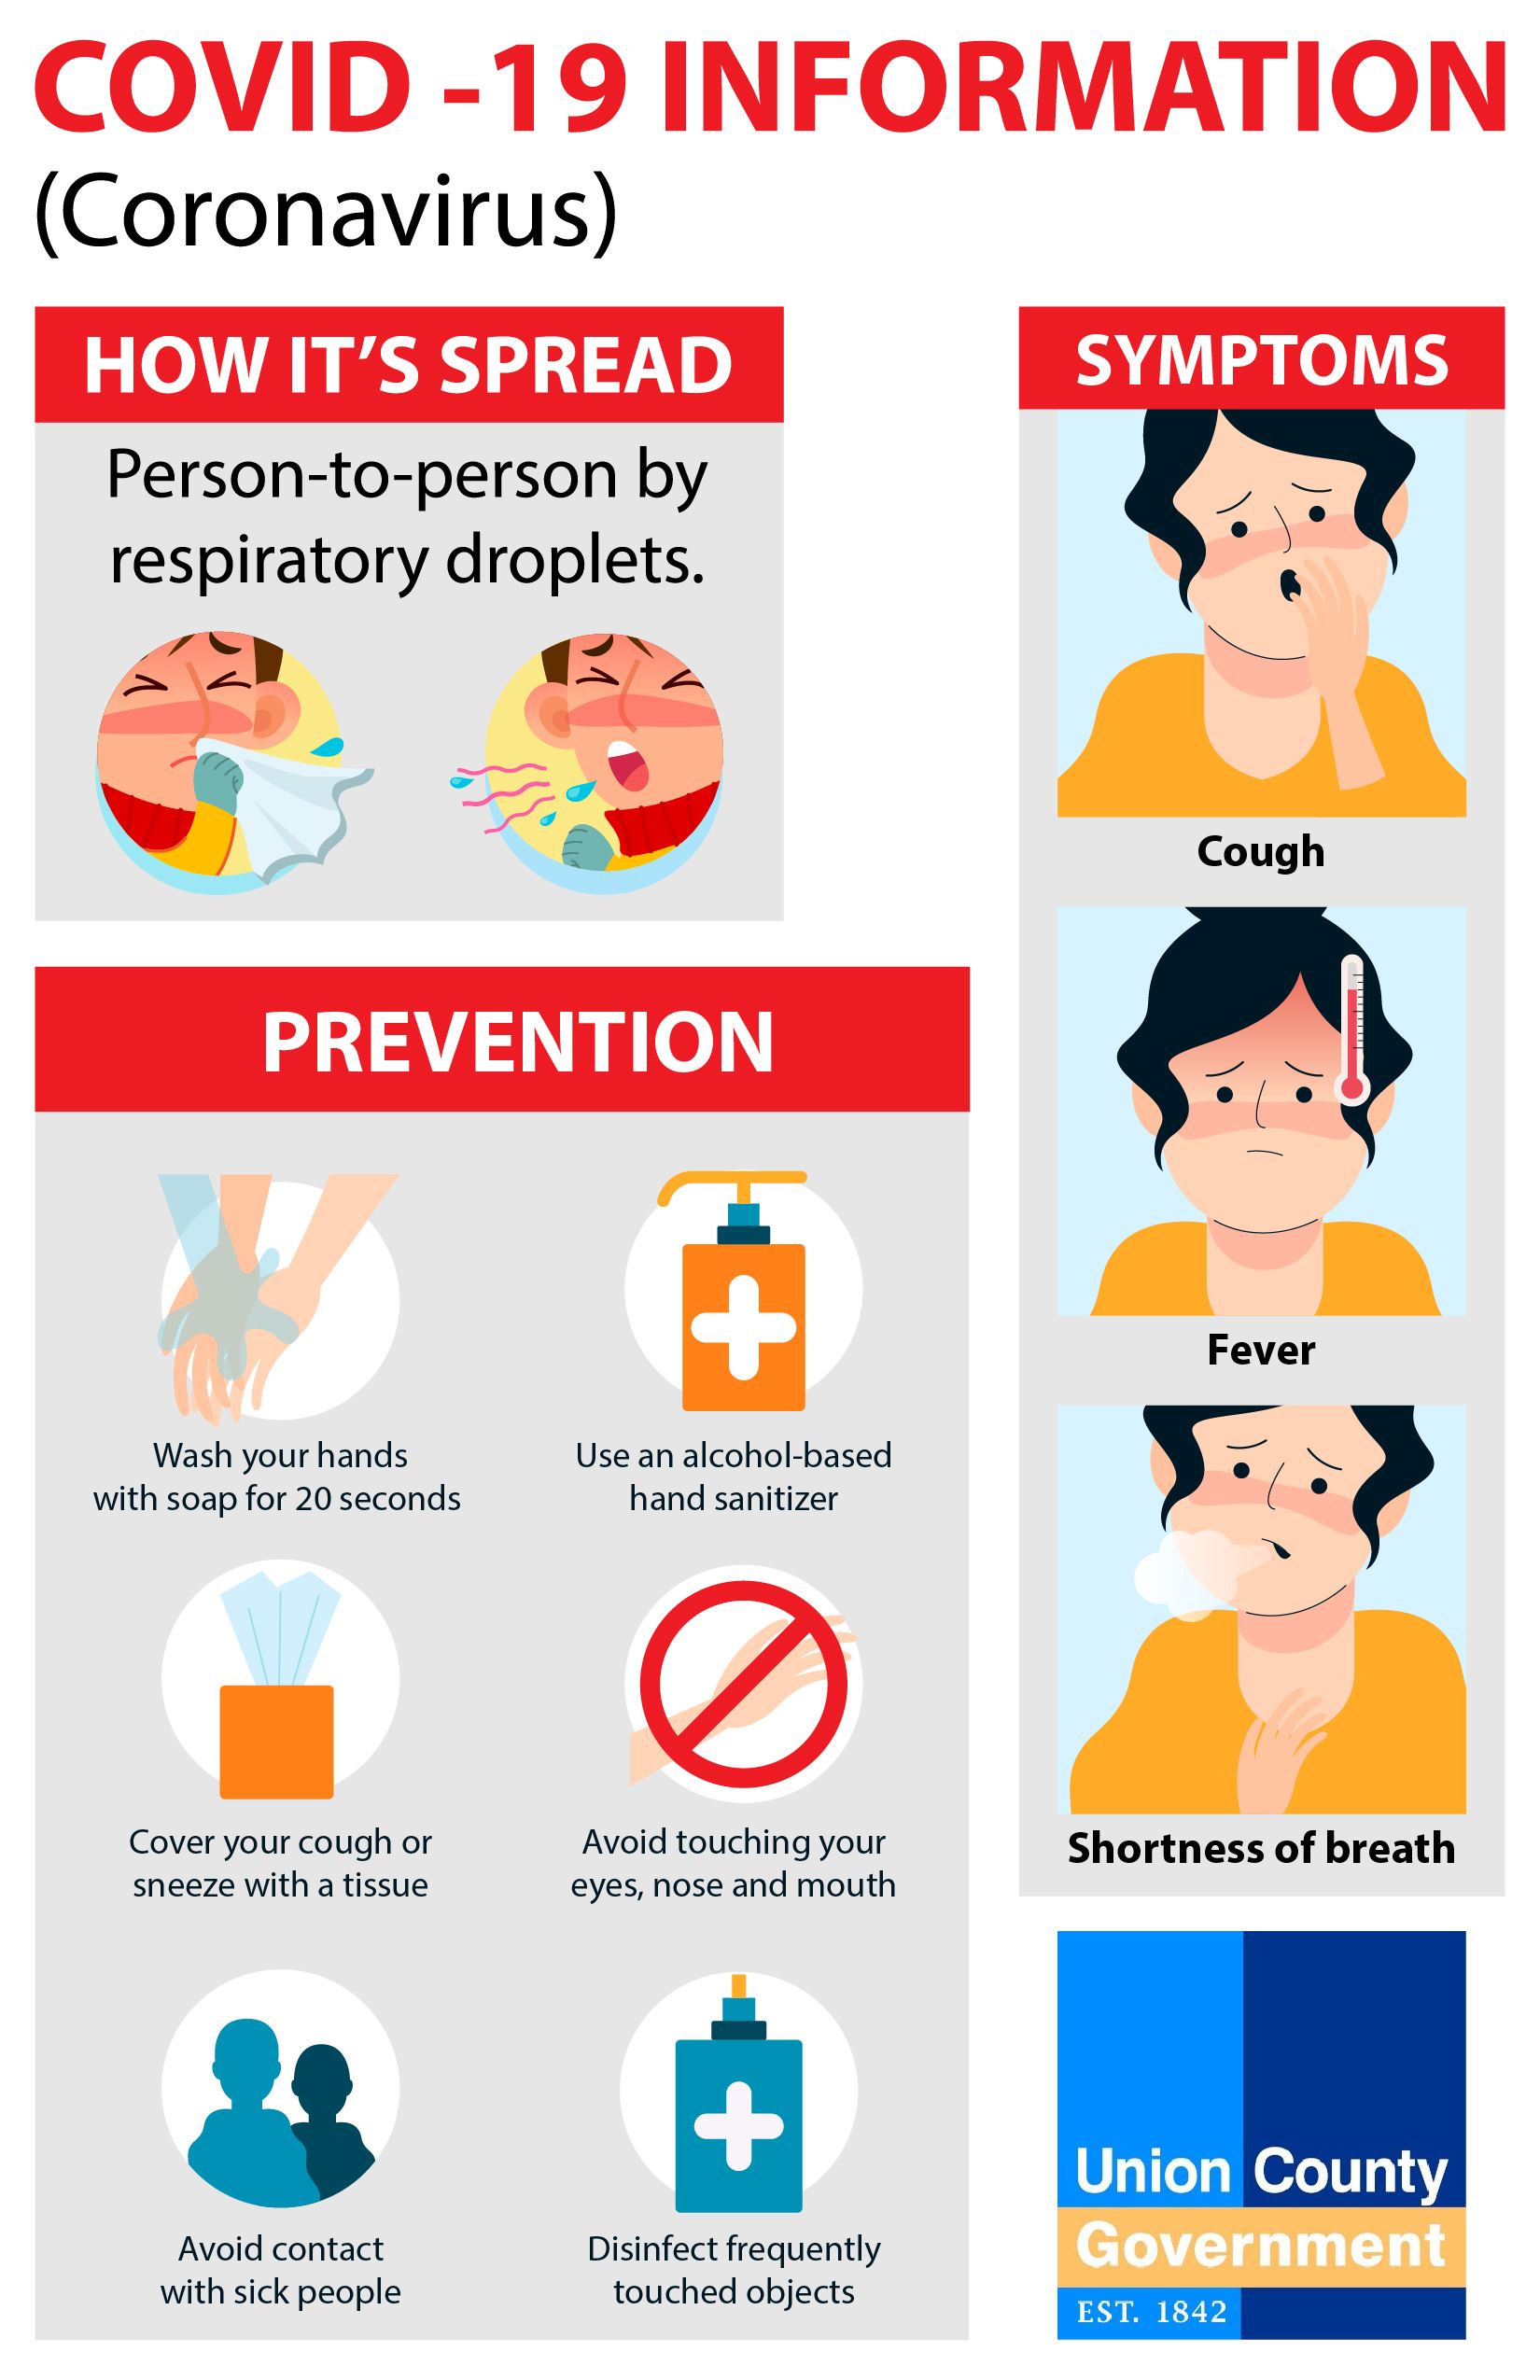 COVID -19 INFORMATION
(Coronavirus)
HOW IT'S SPREAD
Person-to-person by
respiratory droplets.
PREVENTION
Wash your hands
with soap for 20 seconds
Use an alcohol-based
hand sanitizer
Cover your cough or
sneeze with a tissue
Avoid touching your
eyes, nose and mouth
Avoid contact
with sick people
Disinfect frequently
touched objects
SYMPTOMS
Cough
Fever
Shortness of breath
Union County
Government
EST. 1842